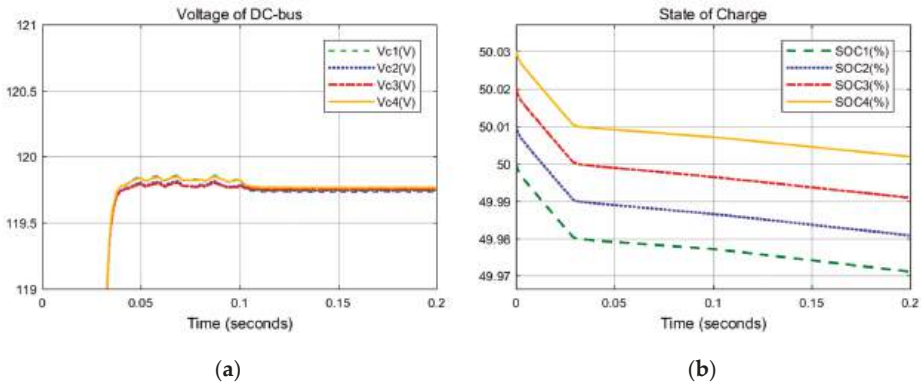 Voltage of DC-bus
121
120.5
120
119.5
119
0
0.05
0.1
0.15
0.2
Time (seconds)
Vc1(V)
Vc2(V)
Vc3(V)
Vc4(V)
(a)
State of Charge
50.03
50.02
50.01
50
49.99
49.98
49.97
0
0.05
0.1
0.15
0.2
Time (seconds)
SOC1(%)
SOC2(%)
SOC3(%)
SOC4(%)
(b)